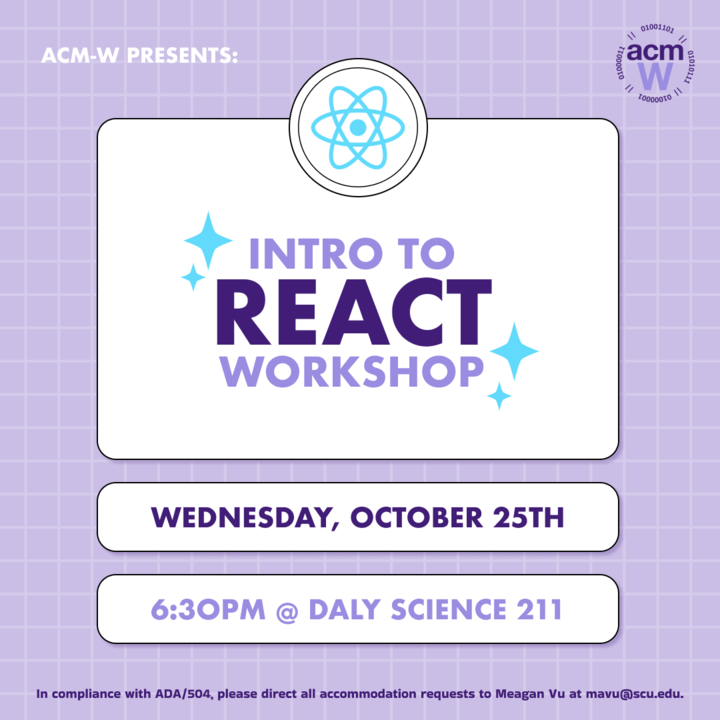 ACM-W PRESENTS:
01001101 // 01010111 // 01000001 // 01000011 //
acm
W
INTRO TO
REACT
WORKSHOP
WEDNESDAY, OCTOBER 25TH
6:30PM @ DALY SCIENCE 211
In compliance with ADA/504, please direct all accommodation requests to Meagan Vu at mavu@scu.edu.